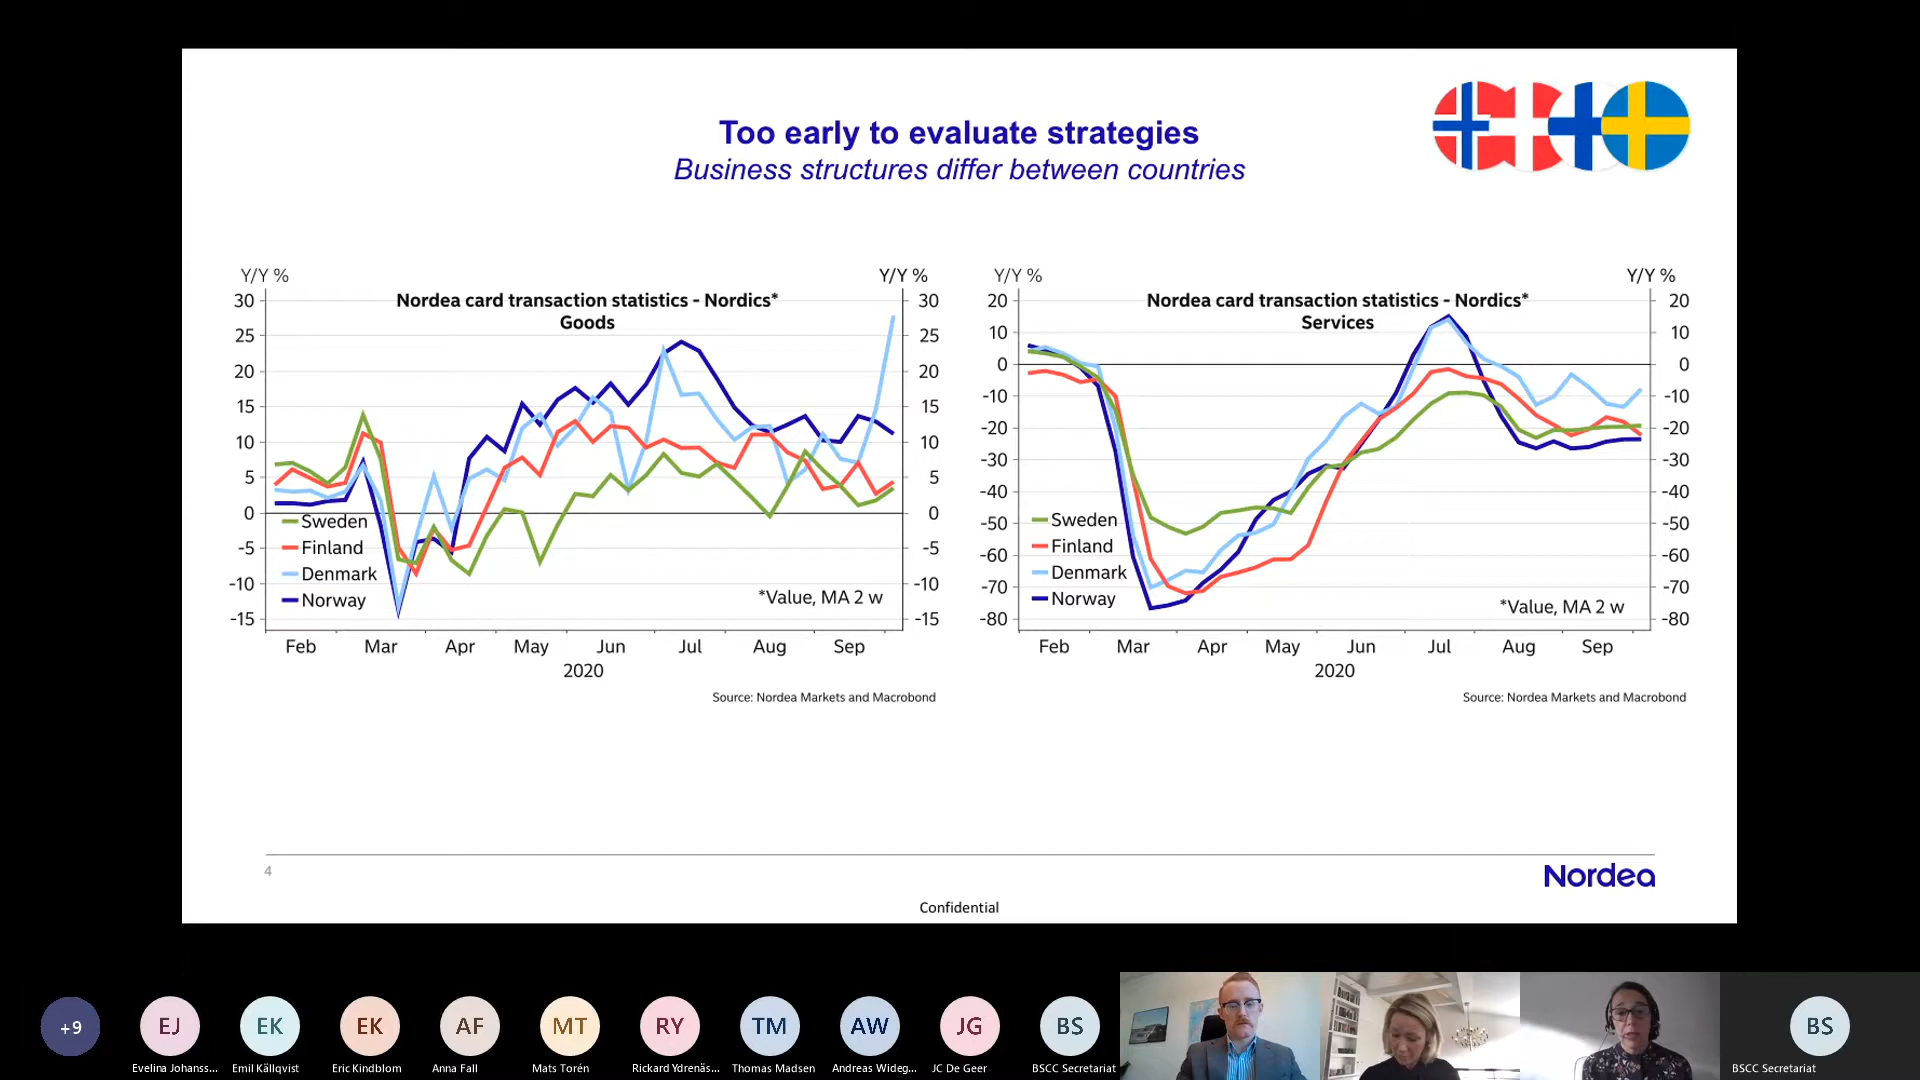 Too early to evaluate strategies
Business structures differ between countries
Y/Y %
Y/Y %
Nordea card transaction statistics - Nordics*
Goods
30
25
20
15
10
5
0
-5
-10
-15
30
25
20
15
10
5
0
-5
-10
-15
Sweden
Finland
Denmark
Norway
*Value, MA 2 w
Feb Mar Apr May Jun Jul Aug Sep
2020
Source: Nordea Markets and Macrobond
Y/Y %
Y/Y %
Nordea card transaction statistics - Nordics*
Services
20
10
0
-10
-20
-30
-40
-50
-60
-70
-80
20
10
0
-10
-20
-30
-40
-50
-60
-70
-80
Sweden
Finland
Denmark
Norway
*Value, MA 2 w
Feb Mar Apr May Jun Jul Aug Sep
2020
Source: Nordea Markets and Macrobond
4
Nordea
Confidential
+9 EJ EK EK AF MT RY TM AW JG BS BS
Evelina Johanss... Emil Källqvist Eric Kindblom Anna Fall Mats Torén Rickard Ydrenäs... Thomas Madsen Andreas Wideg... JC De Geer BSCC Secretariat BSCC Secretariat